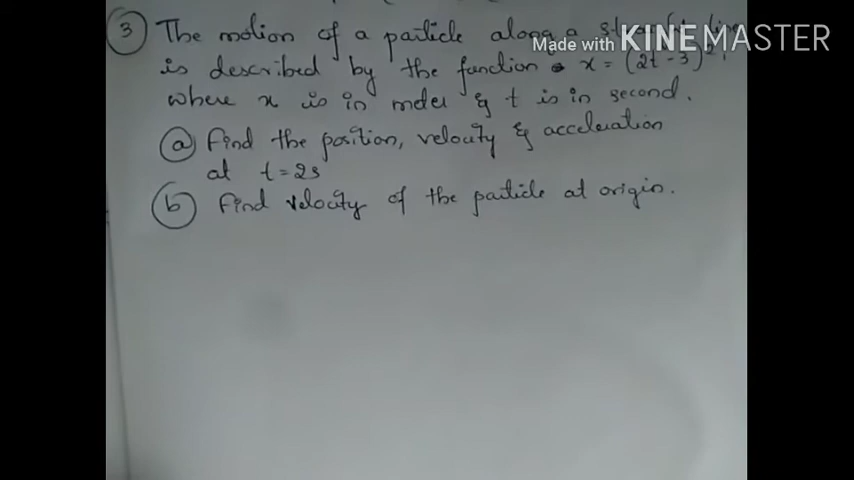 3 The motion of a particle along a
Made with KINEMASTER
is described by the function x = (2t - 3)²,
where x is in meter & t is in second.
a Find the position, velocity & acceleration
at t = 2s
b Find velocity of the particle at origin.